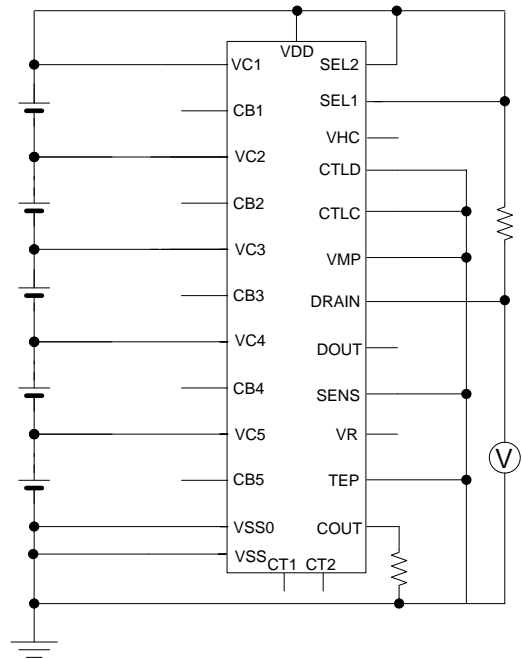 VDD
VC1
CB1
VC2
CB2
VC3
CB3
VC4
CB4
VC5
CB5
VSS0
VSS
CT1 CT2
SEL2
SEL1
VHC
CTLD
CTLC
VMP
DRAIN
DOUT
SENS
VR
TEP
COUT
V